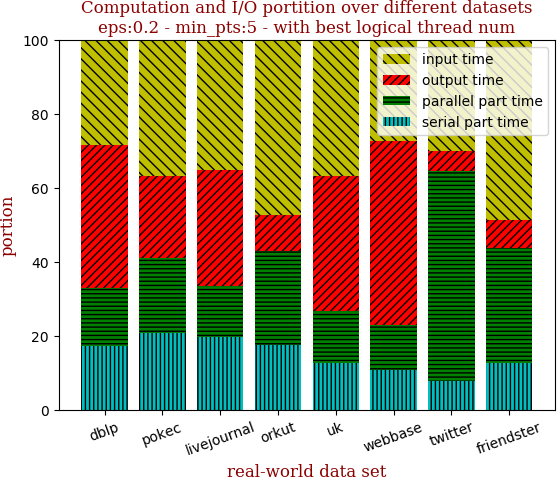 Computation and I/O portion over different datasets
eps:0.2 - min_pts:5 - with best logical thread num
input time
output time
parallel part time
serial part time
portion
100
80
60
40
20
0
dblp
pokec
livejournal
orkut
uk
webbase
twitter
friendster
real-world data set